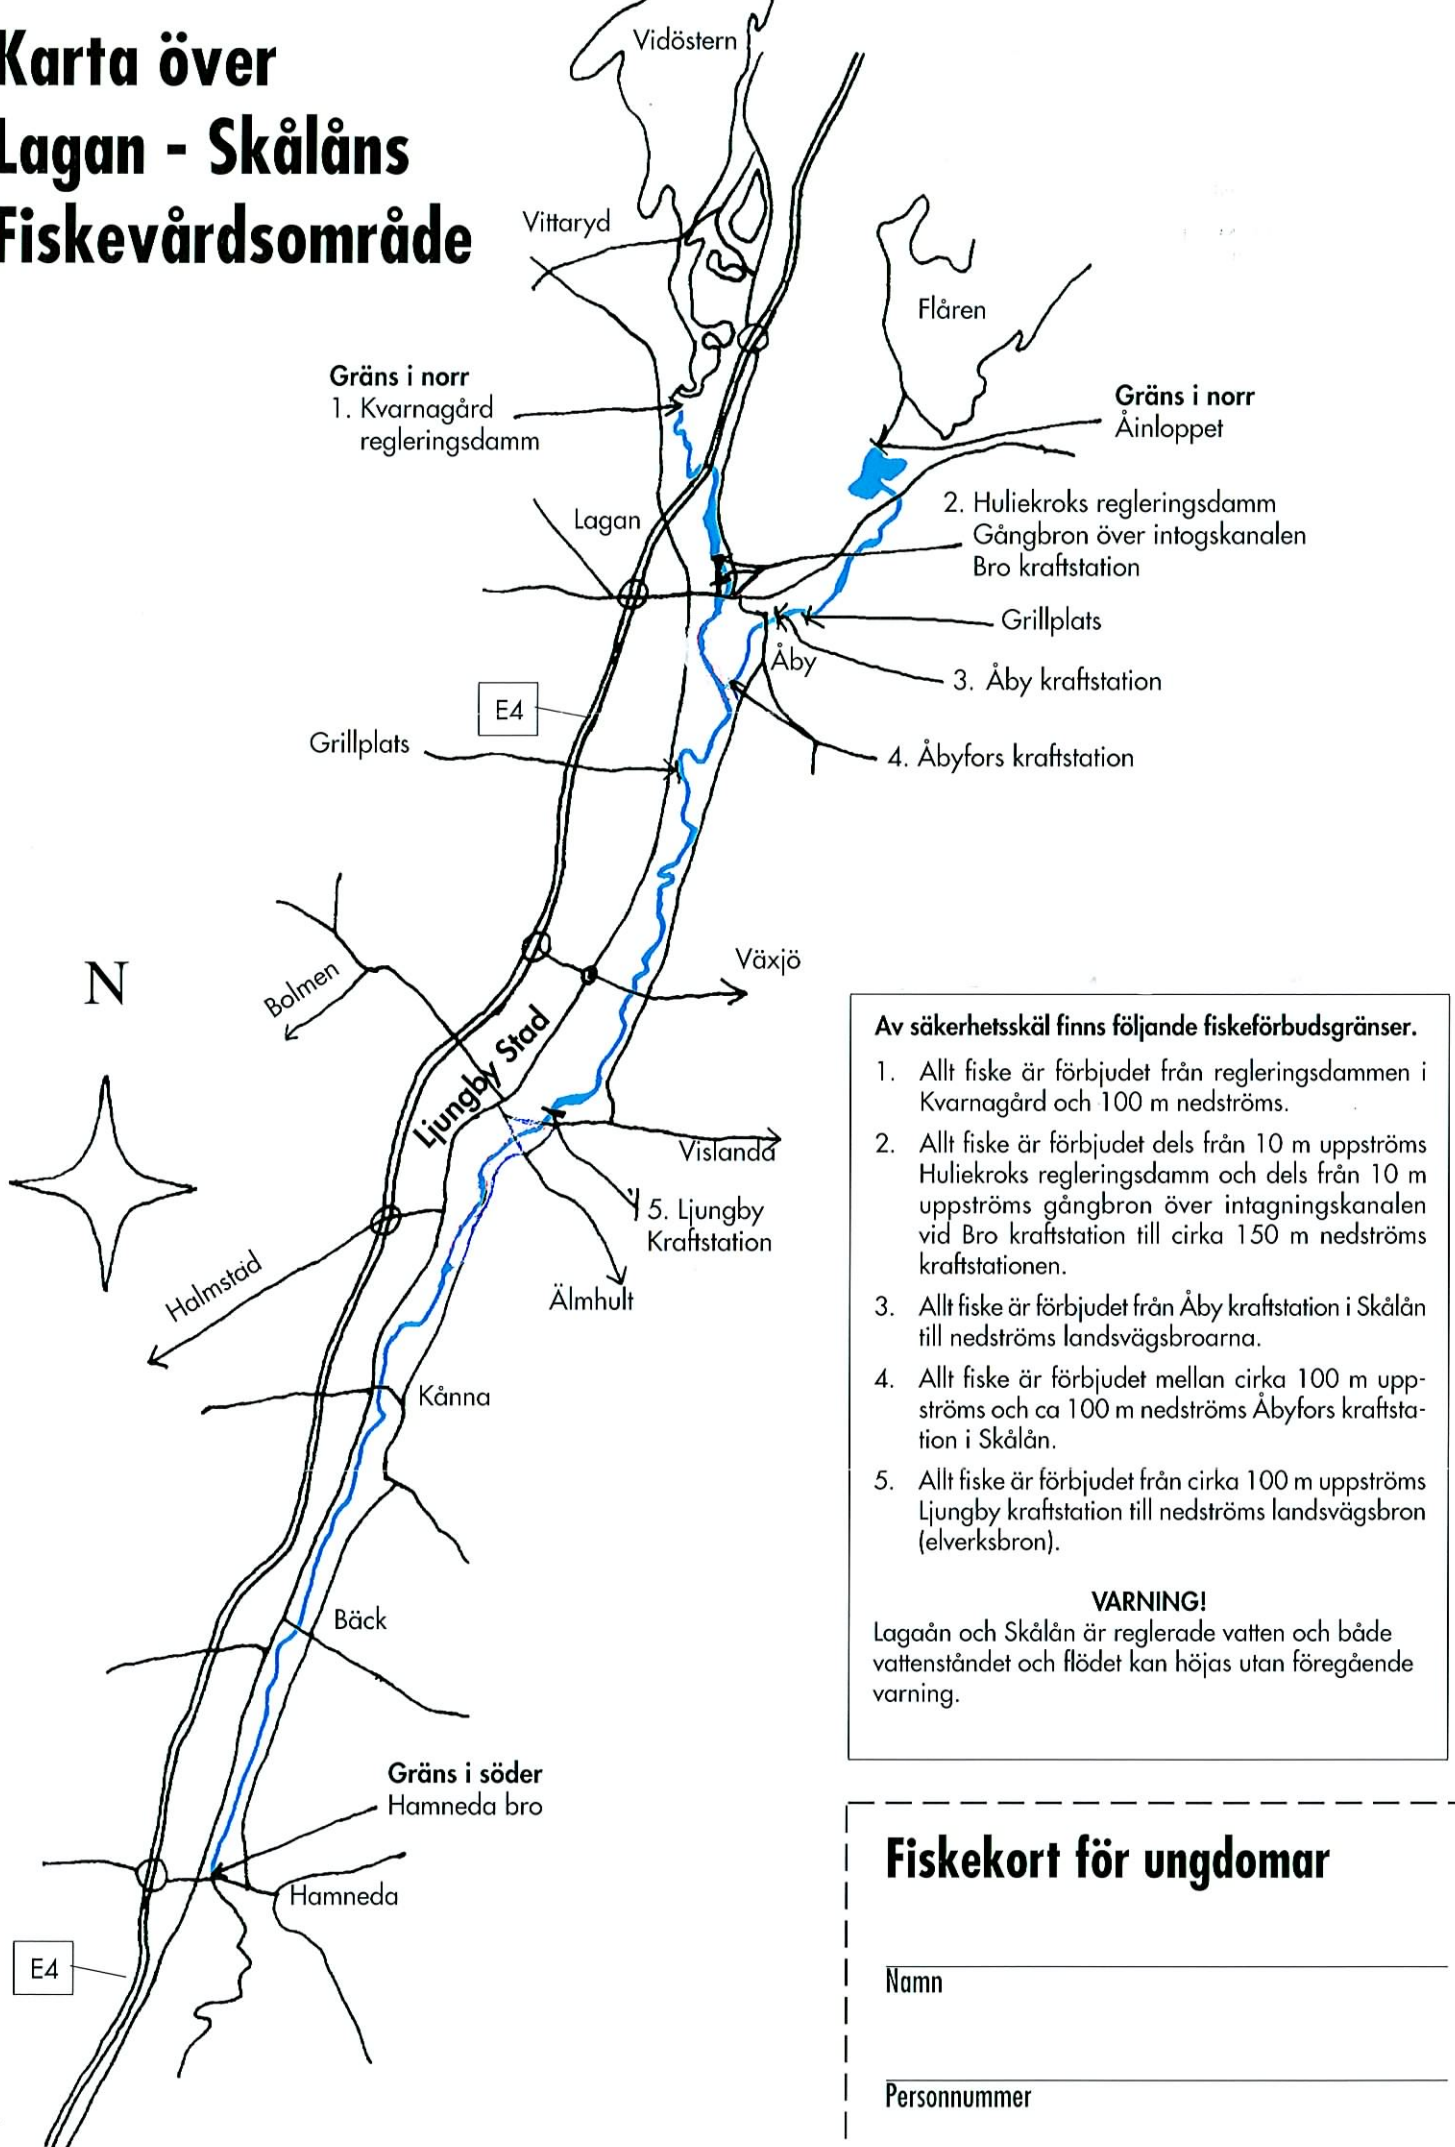 Karta över
Lagan - Skålåns
Fiskevårdsområde
Vidöstern
Vittaryd
Flåren
Gräns i norr
1. Kvarnagård
regleringsdamm
Gräns i norr
Åinloppet
Lagan
2. Huliekroks regleringsdamm
Gångbron över intogskanalen
Bro kraftstation
Grillplats
Åby
3. Åby kraftstation
E4
Grillplats
4. Åbyfors kraftstation
N
Bolmen
Växjö
Ljungby Stad
Vislanda
5. Ljungby
Kraftstation
Halmstad
Älmhult
Kånna
Bäck
Gräns i söder
Hamneda bro
Hamneda
E4
Av säkerhetsskäl finns följande fiskeförbudsgränser.
1. Allt fiske är förbjudet från regleringsdammen i
Kvarnagård och 100 m nedströms.
2. Allt fiske är förbjudet dels från 10 m uppströms
Huliekroks regleringsdamm och dels från 10 m
uppströms gångbron över intagningskanalen
vid Bro kraftstation till cirka 150 m nedströms
kraftstationen.
3. Allt fiske är förbjudet från Åby kraftstation i Skålån
till nedströms landsvägsbroarna.
4. Allt fiske är förbjudet mellan cirka 100 m upp-
ströms och ca 100 m nedströms Åbyfors kraftsta-
tion i Skålån.
5. Allt fiske är förbjudet från cirka 100 m uppströms
Ljungby kraftstation till nedströms landsvägsbron
(elverksbron).
VARNING!
Lagaån och Skålån är reglerade vatten och både
vattenståndet och flödet kan höjas utan föregående
varning.
Fiskekort för ungdomar
Namn
Personnummer